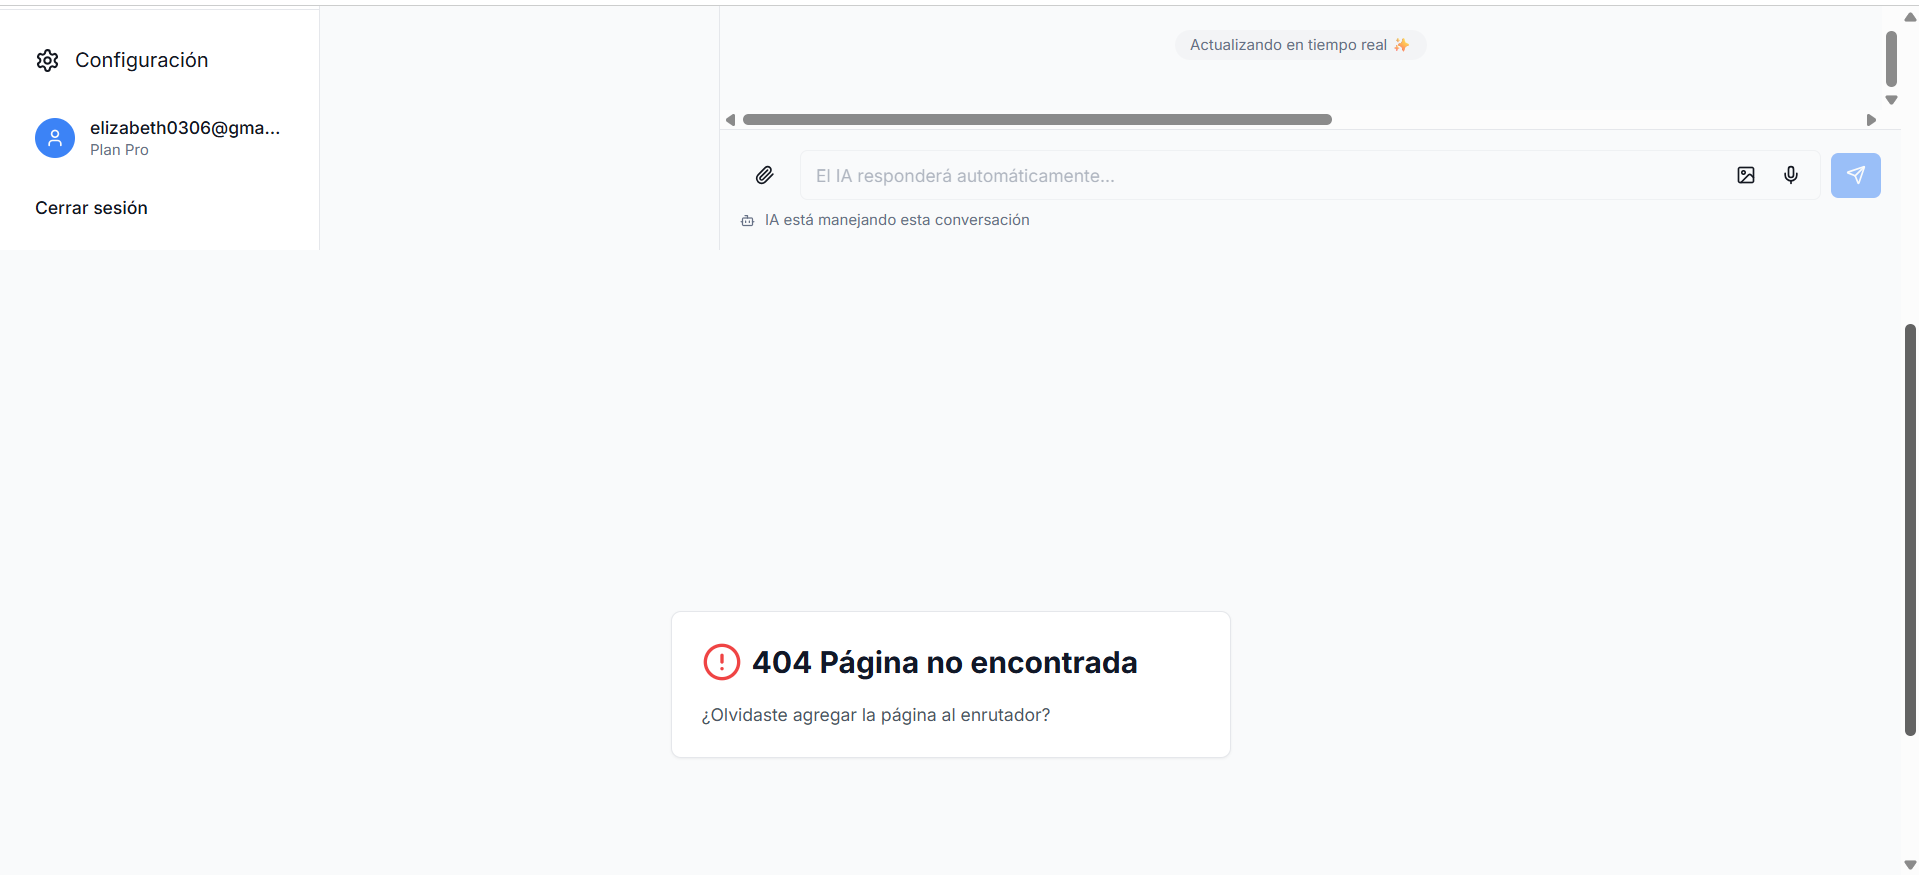 Configuración
elizabeth0306@gma...
Plan Pro
Cerrar sesión
Actualizando en tiempo real ✨
El IA responderá automáticamente...
IA está manejando esta conversación
404 Página no encontrada
¿Olvidaste agregar la página al enrutador?